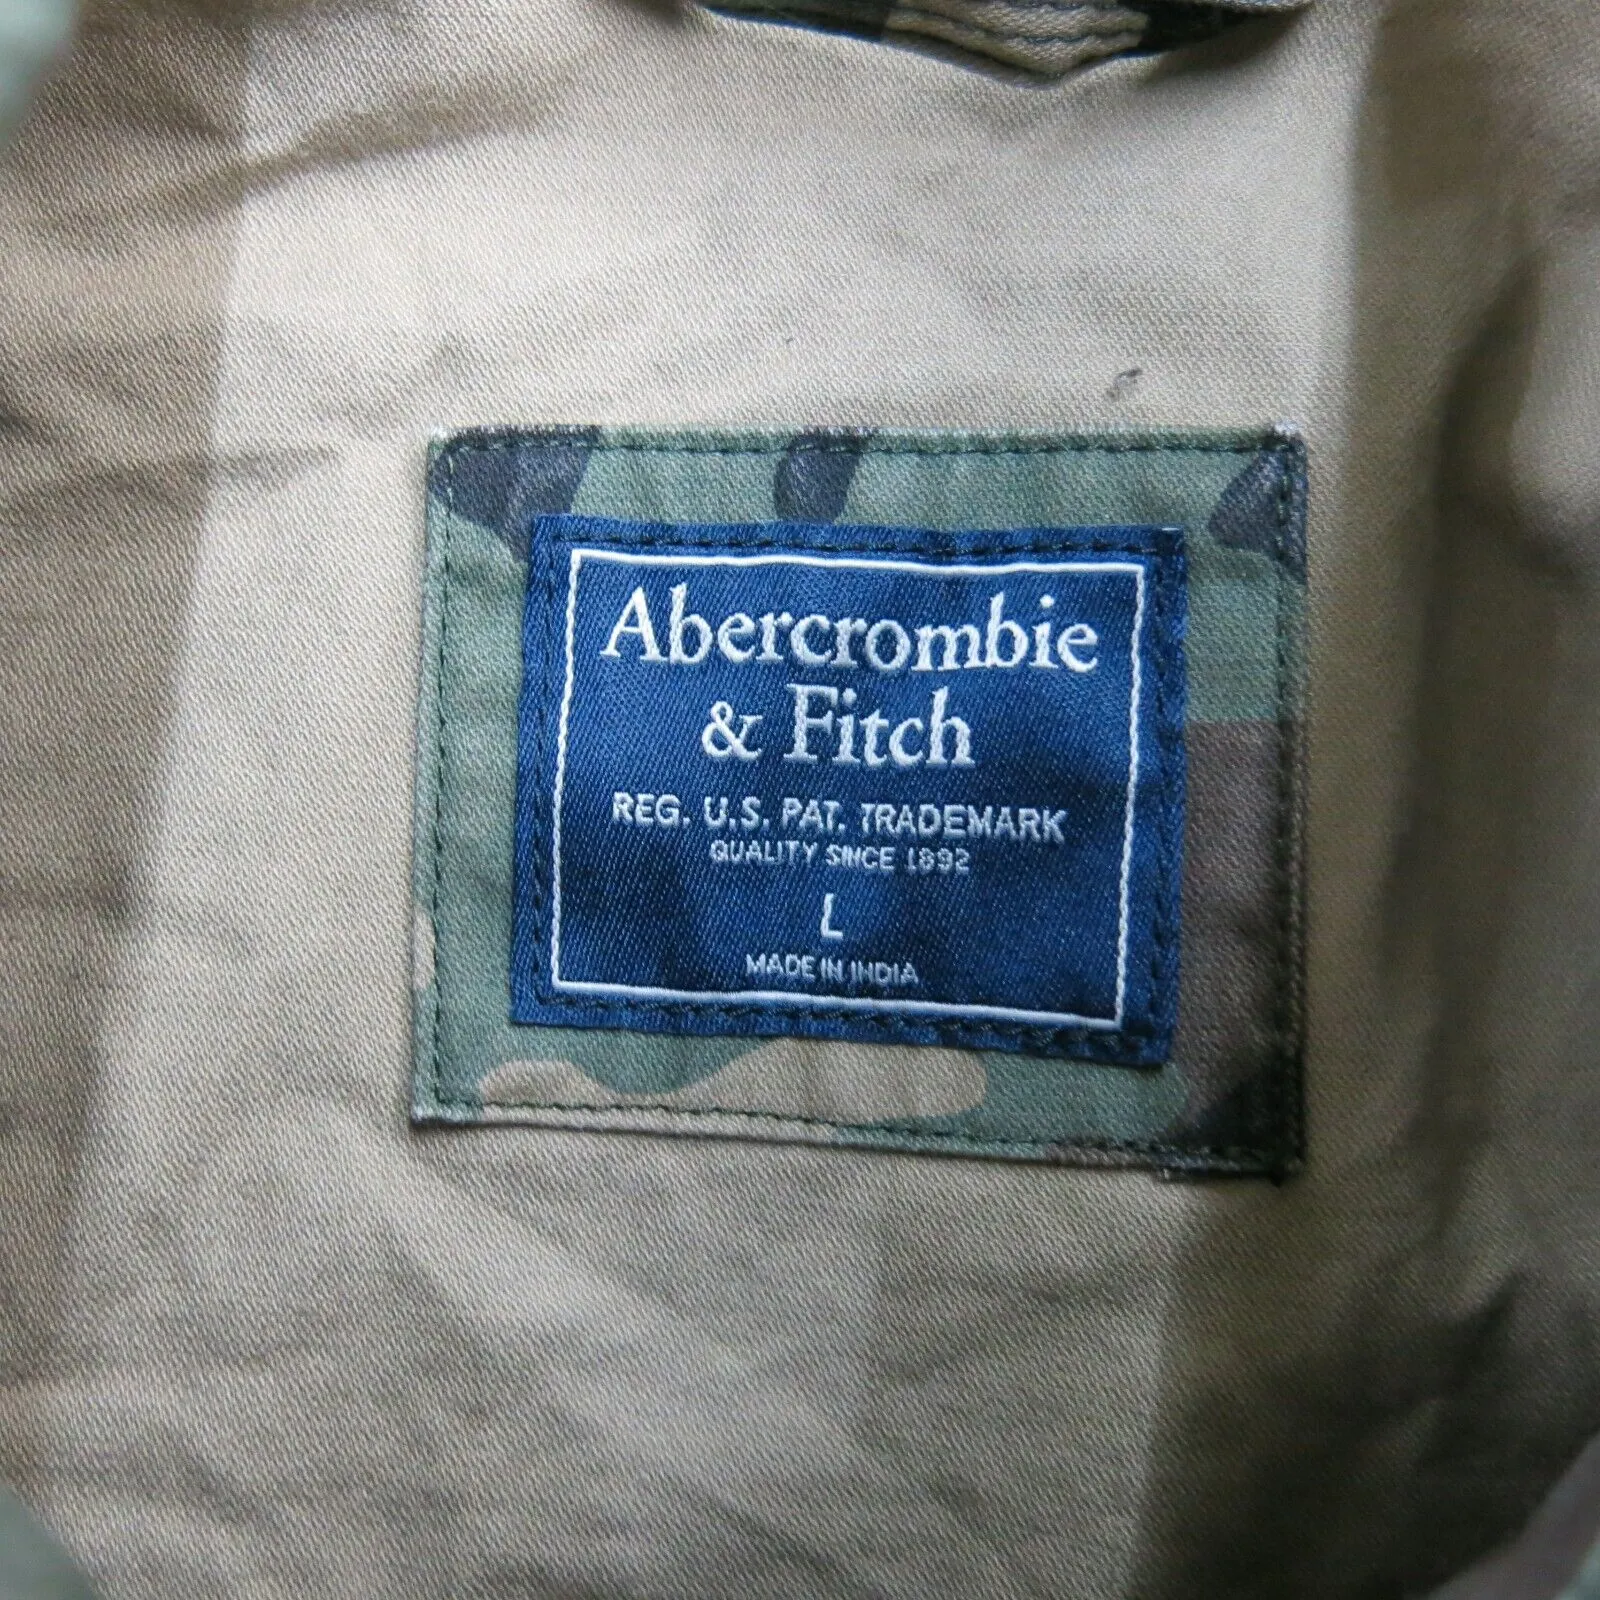 Abercrombie
& Fitch
REG. U.S. PAT. TRADEMARK
QUALITY SINCE 1892
L
MADE IN INDIA